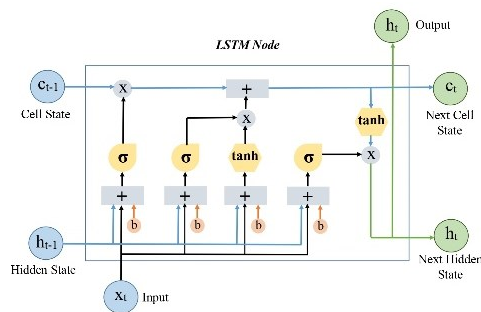 hₜ Output
LSTM Node
cₜ₋₁
Cell State
x
+
cₜ
Next Cell
State
tanh
x
σ
σ
tanh
σ
x
+
+
+
+
b
b
b
b
hₜ₋₁
Hidden State
hₜ
Next Hidden
State
xₜ Input